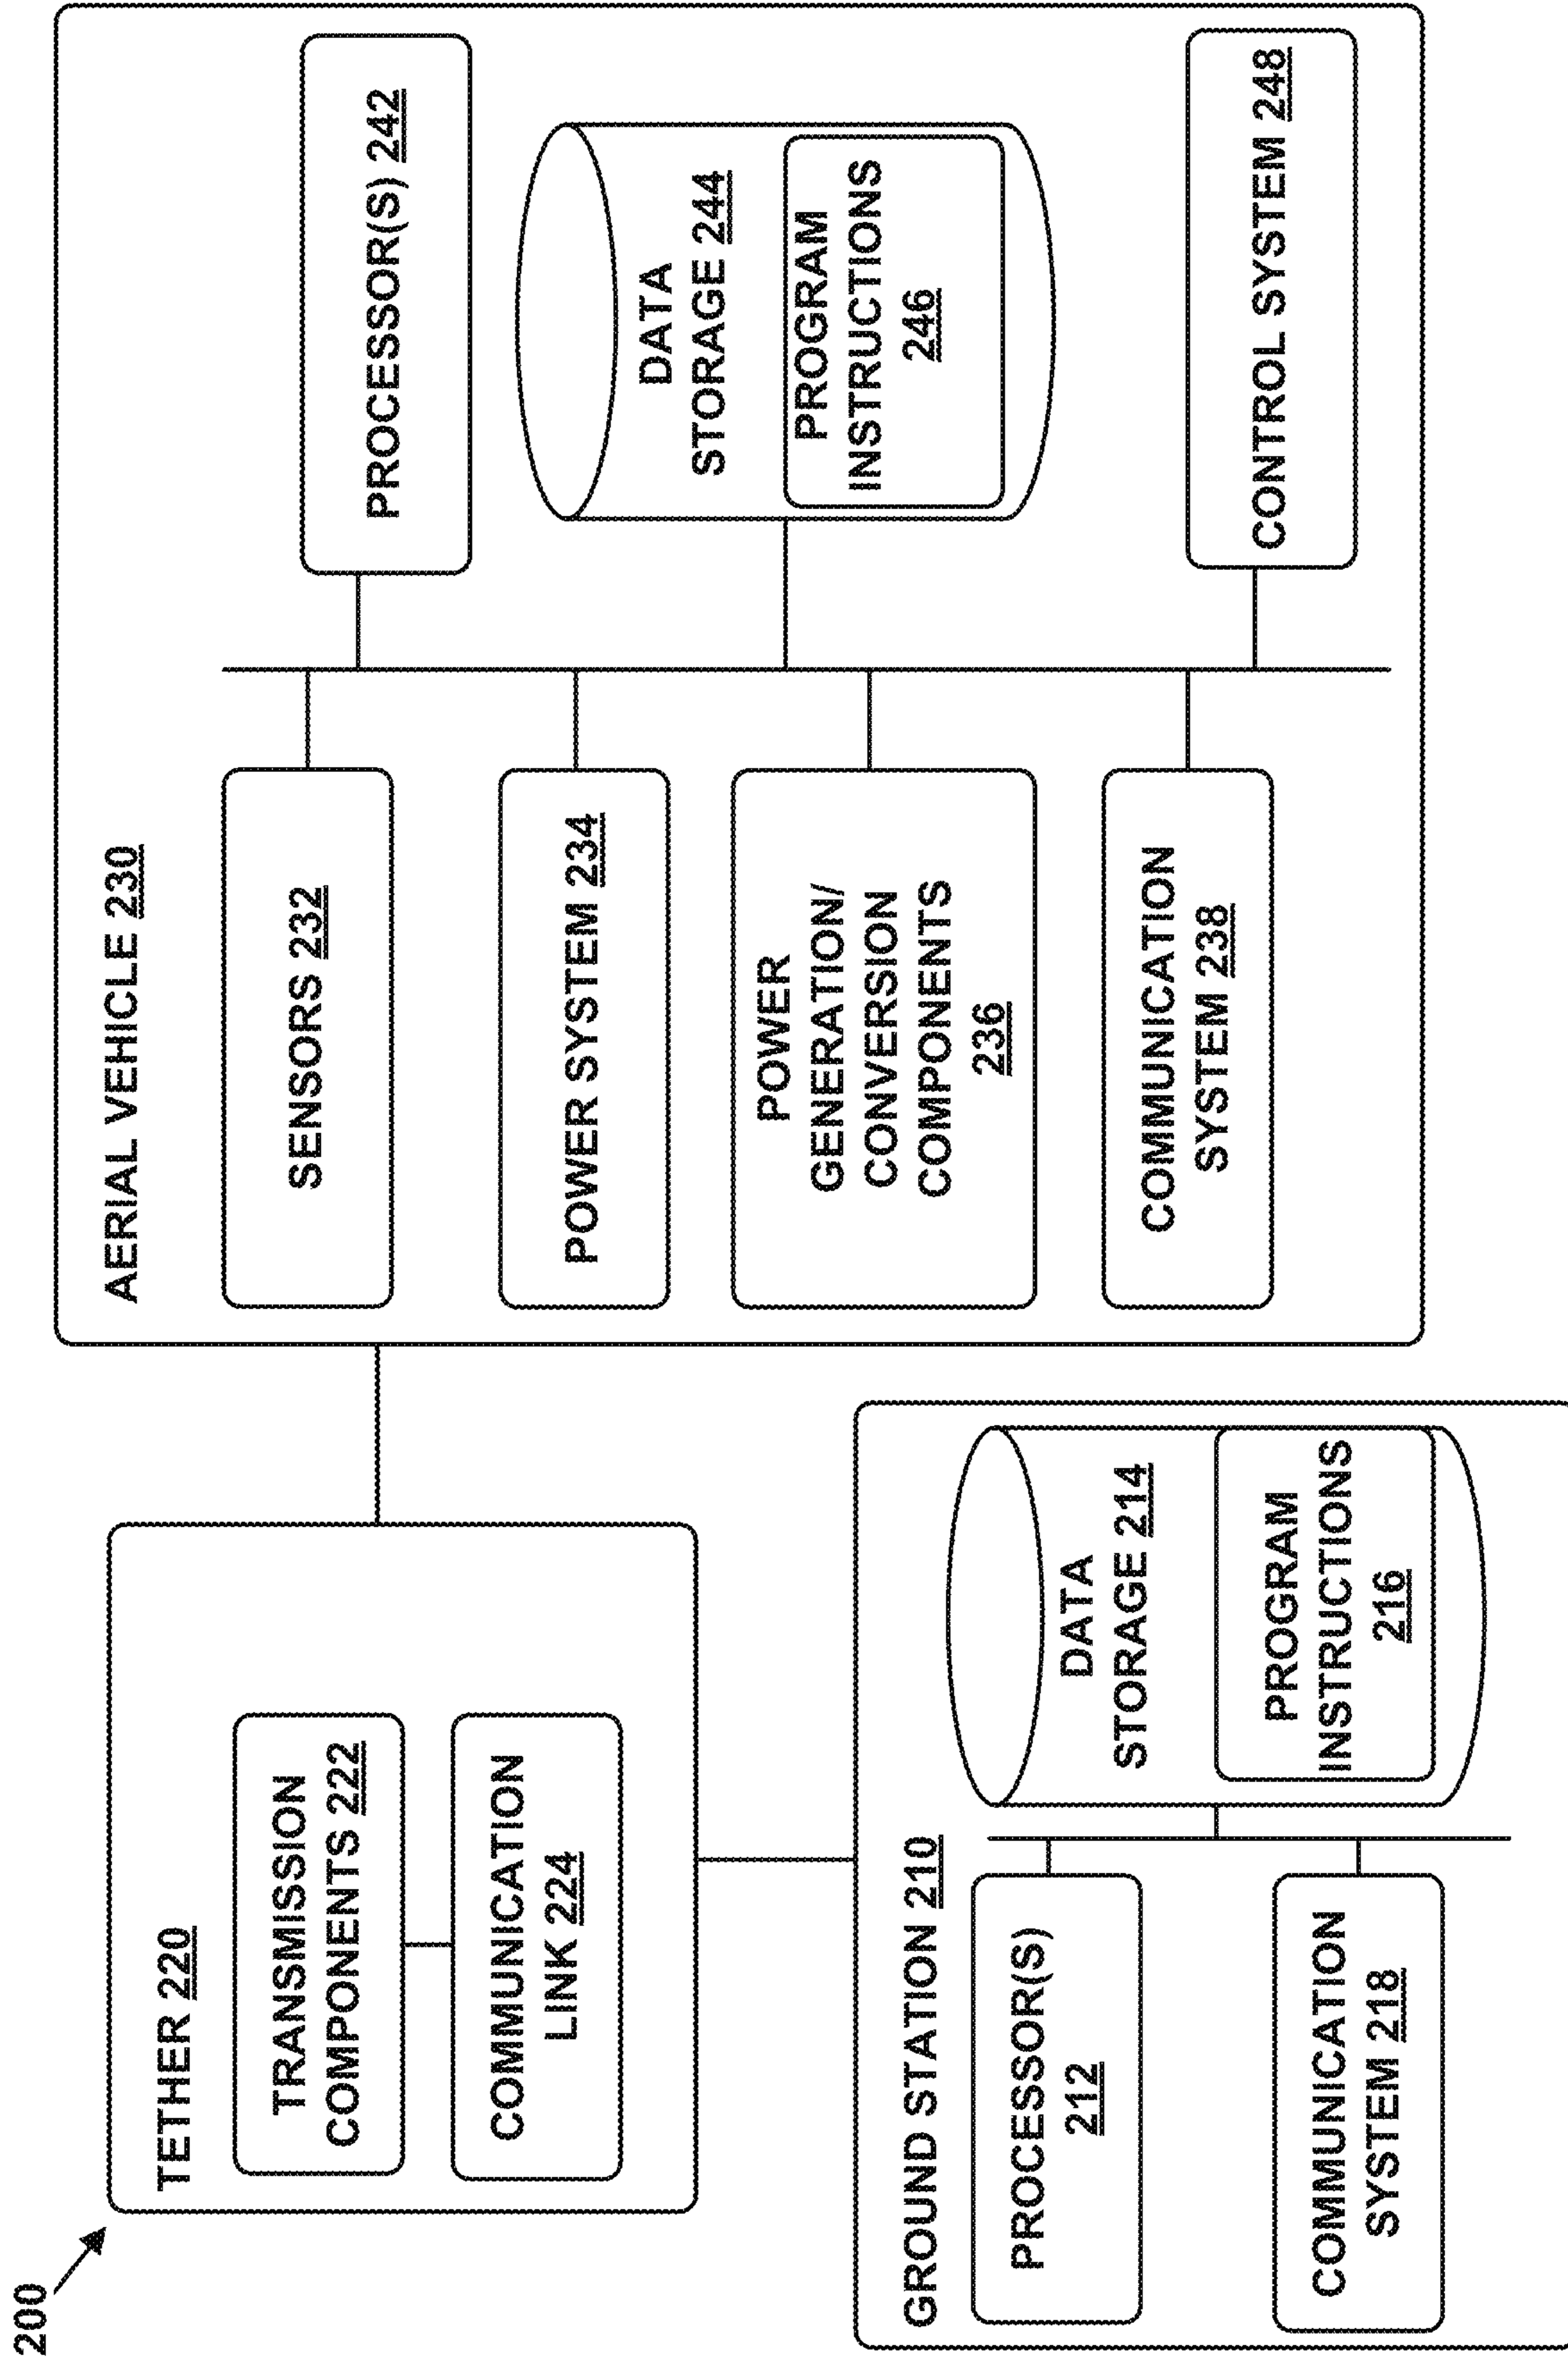 200
TETHER 220
TRANSMISSION
COMPONENTS 222
COMMUNICATION
LINK 224
GROUND STATION 210
PROCESSOR(S)
212
COMMUNICATION
SYSTEM 218
DATA
STORAGE 214
PROGRAM
INSTRUCTIONS
216
AERIAL VEHICLE 230
SENSORS 232
POWER SYSTEM 234
POWER
GENERATION/
CONVERSION
COMPONENTS
236
COMMUNICATION
SYSTEM 238
PROCESSOR(S) 242
DATA
STORAGE 244
PROGRAM
INSTRUCTIONS
246
CONTROL SYSTEM 248